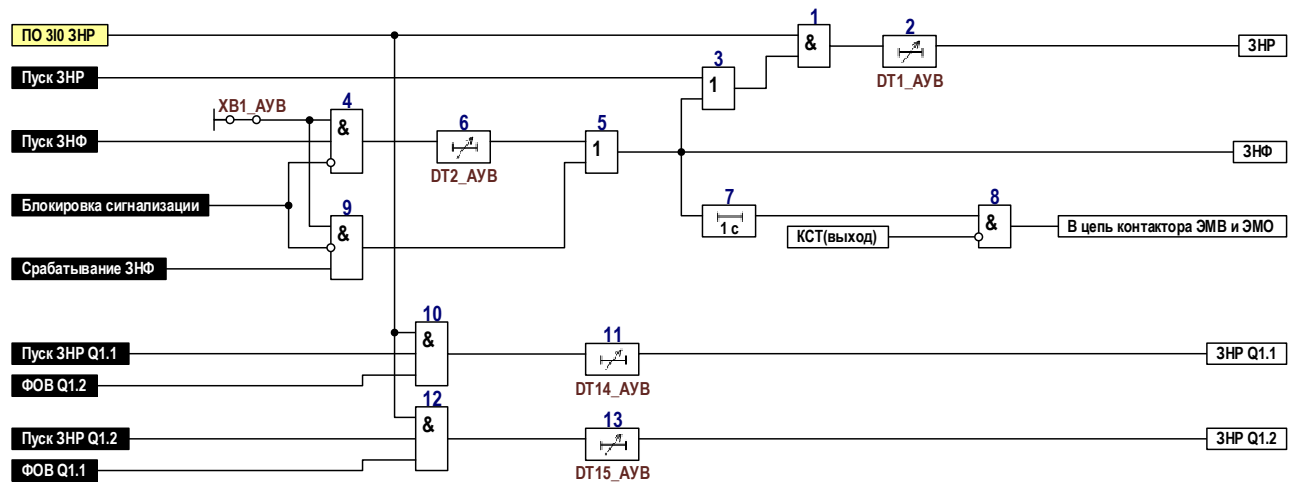 1
ПО 3I0 ЗНР
&
2
DT1_АУВ
ЗНР
3
Пуск ЗНР
1
XB1_АУВ
4
&
6
DT2_АУВ
5
1
Пуск ЗНФ
ЗНФ
Блокировка сигнализации
9
&
7
1 с
КСТ(выход)
8
&
В цепь контактора ЭМВ и ЭМО
Срабатывание ЗНФ
10
&
11
DT14_АУВ
Пуск ЗНР Q1.1
ЗНР Q1.1
ФОВ Q1.2
12
&
13
DT15_АУВ
Пуск ЗНР Q1.2
ЗНР Q1.2
ФОВ Q1.1